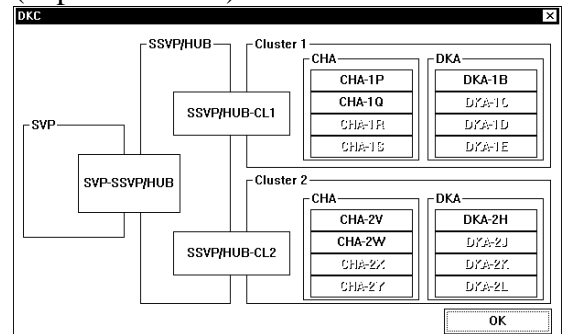 DKC
SSVP/HUB
Cluster 1
CHA
DKA
CHA-1P
DKA-1B
CHA-1Q
DKA-1C
CHA-1R
DKA-1D
CHA-1S
DKA-1E
SSVP/HUB-CL1
SVP
SVP-SSVP/HUB
Cluster 2
CHA
DKA
CHA-2V
DKA-2H
CHA-2W
DKA-2J
CHA-2X
DKA-2K
CHA-2Y
DKA-2L
SSVP/HUB-CL2
OK